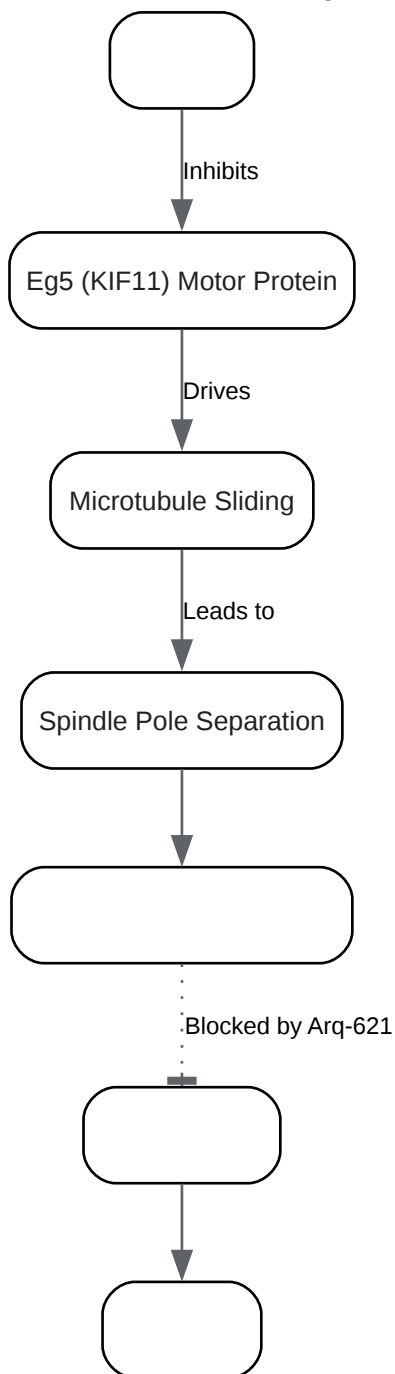 Inhibits
Eg5 (KIF11) Motor Protein
Drives
Microtubule Sliding
Leads to
Spindle Pole Separation
Blocked by Arq-621